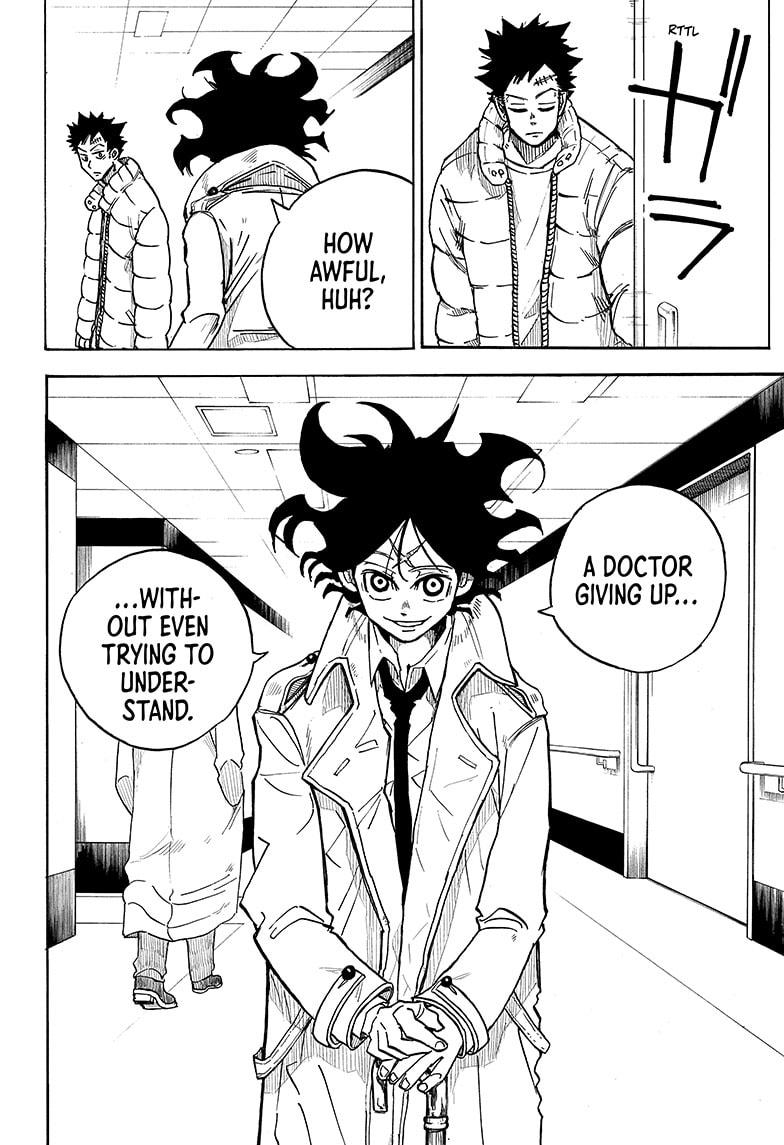 RTTL
ガ
ラ
HOW
AWFUL,
HUH?
A DOCTOR
GIVING UP...
...WITH-
OUT EVEN
TRYING TO
UNDER-
STAND.